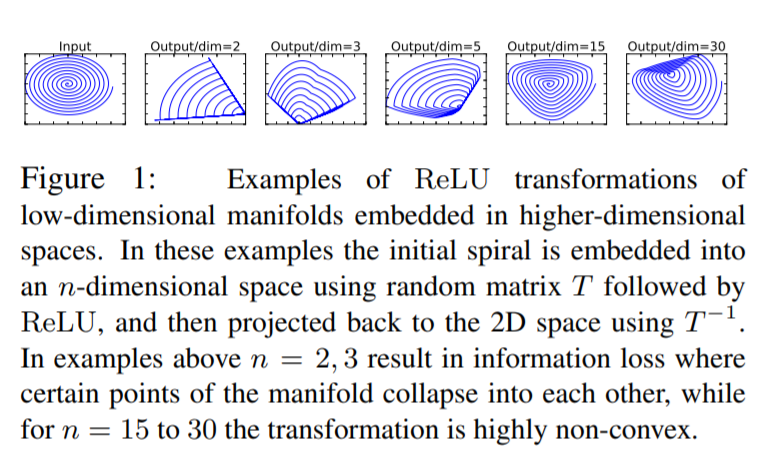 Input Output/dim=2 Output/dim=3 Output/dim=5 Output/dim=15 Output/dim=30
Figure 1: Examples of ReLU transformations of
low-dimensional manifolds embedded in higher-dimensional
spaces. In these examples the initial spiral is embedded into
an n-dimensional space using random matrix T followed by
ReLU, and then projected back to the 2D space using T⁻¹.
In examples above n = 2, 3 result in information loss where
certain points of the manifold collapse into each other, while
for n = 15 to 30 the transformation is highly non-convex.